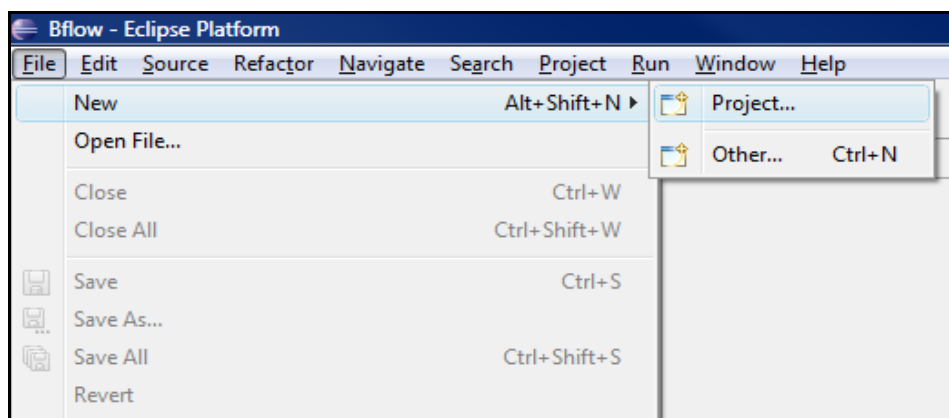 Bflow - Eclipse Platform
File Edit Source Refactor Navigate Search Project Run Window Help
New Alt+Shift+N Project...
Open File...
Other... Ctrl+N
Close Ctrl+W
Close All Ctrl+Shift+W
Save Ctrl+S
Save As...
Save All Ctrl+Shift+S
Revert